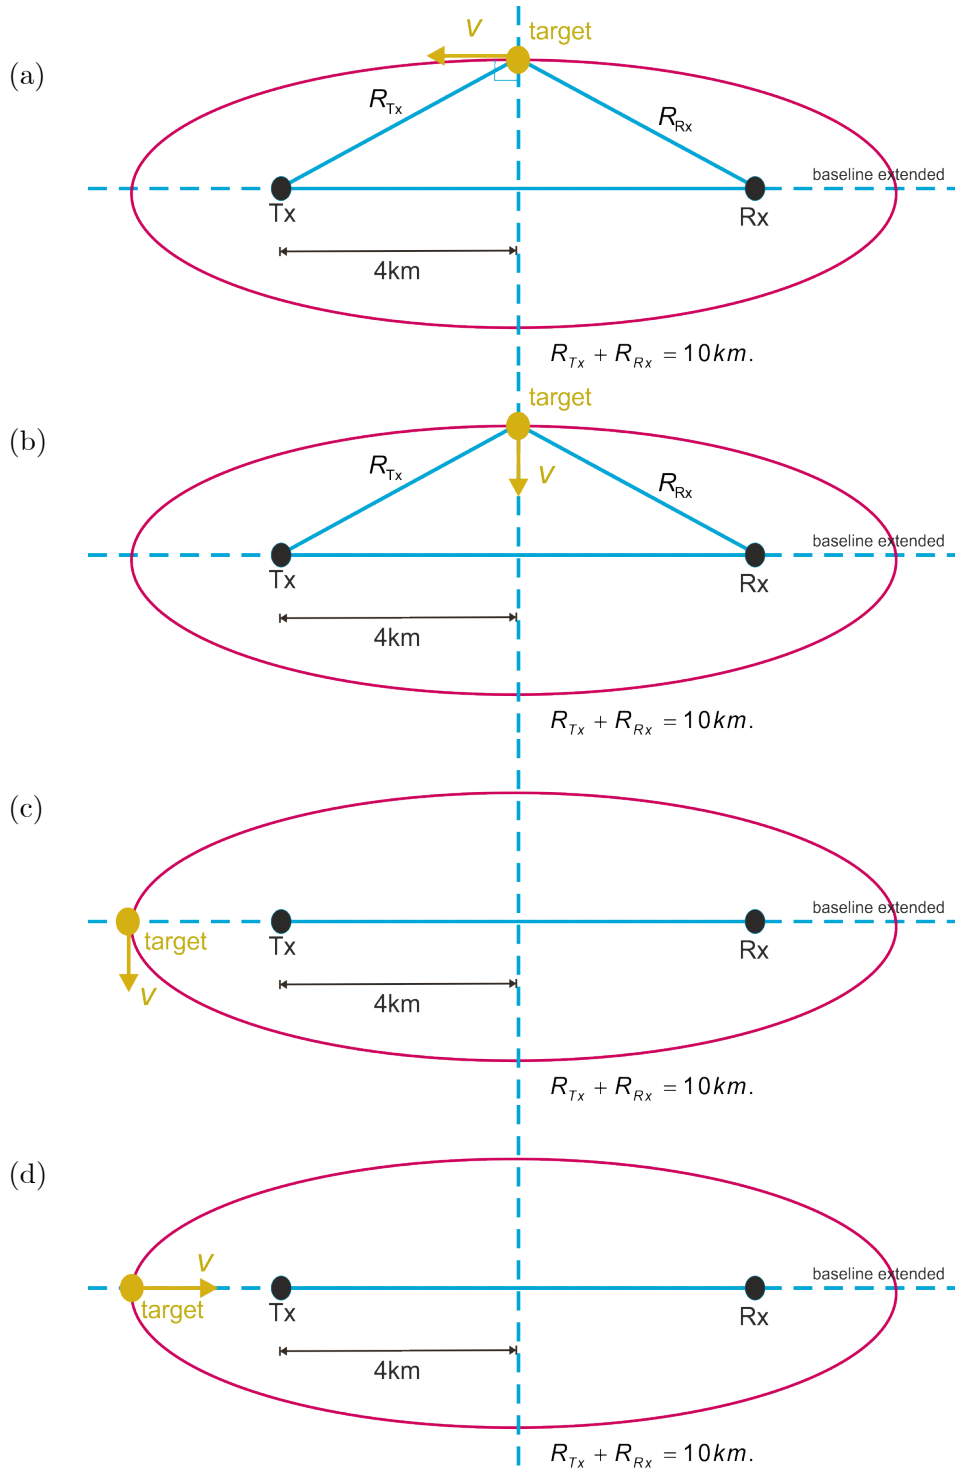 (a)
V
target
R_Tx
R_Rx
baseline extended
Tx
Rx
4km
R_Tx + R_Rx = 10km.
(b)
target
R_Tx
V
R_Rx
baseline extended
Tx
Rx
4km
R_Tx + R_Rx = 10km.
(c)
baseline extended
target
Tx
Rx
V
4km
R_Tx + R_Rx = 10km.
(d)
V
baseline extended
target
Tx
Rx
4km
R_Tx + R_Rx = 10km.